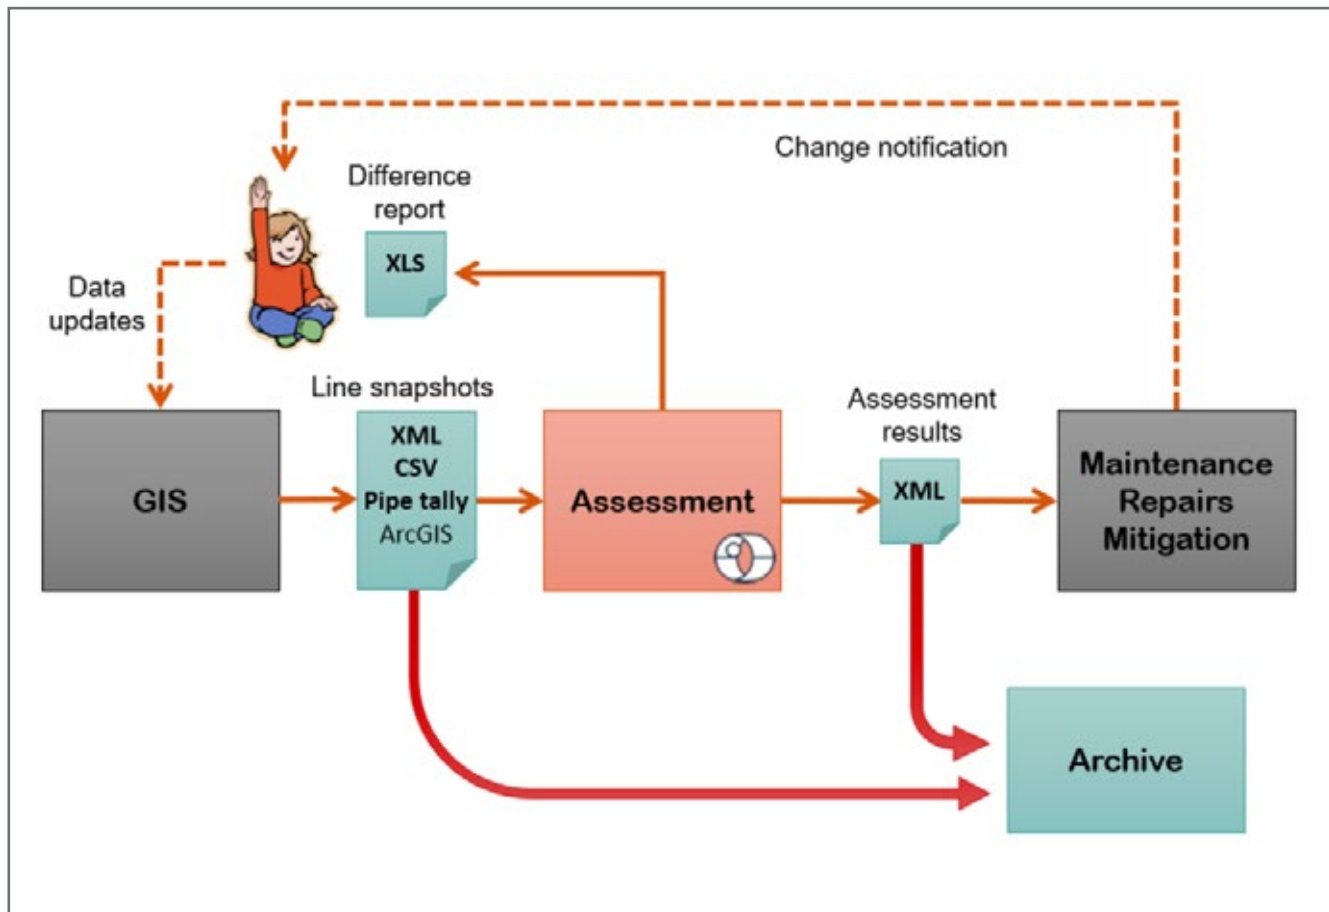 Change notification
Difference
report
XLS
Data
updates
Line snapshots
XML
CSV
Pipe tally
ArcGIS
GIS
Assessment
Assessment
results
XML
Maintenance
Repairs
Mitigation
Archive